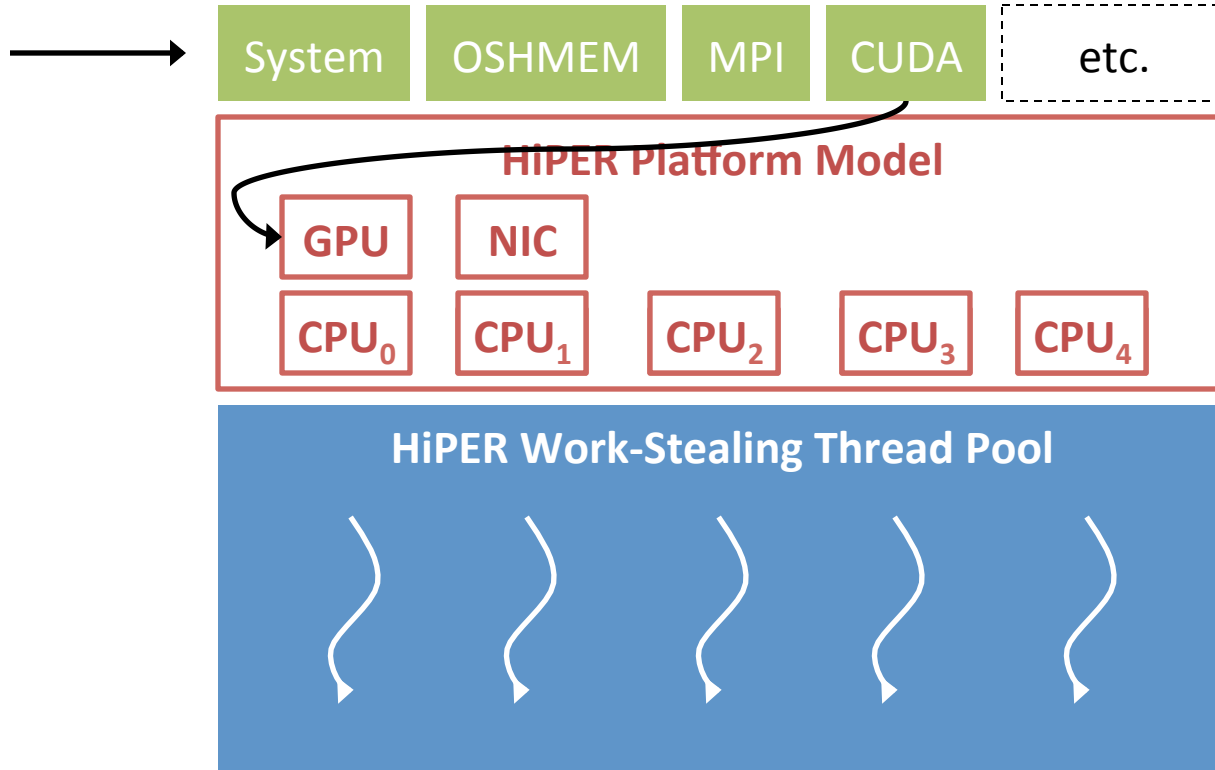 System OSHMEM MPI CUDA etc.
HiPER Platform Model
GPU NIC
CPU₀ CPU₁ CPU₂ CPU₃ CPU₄
HiPER Work-Stealing Thread Pool